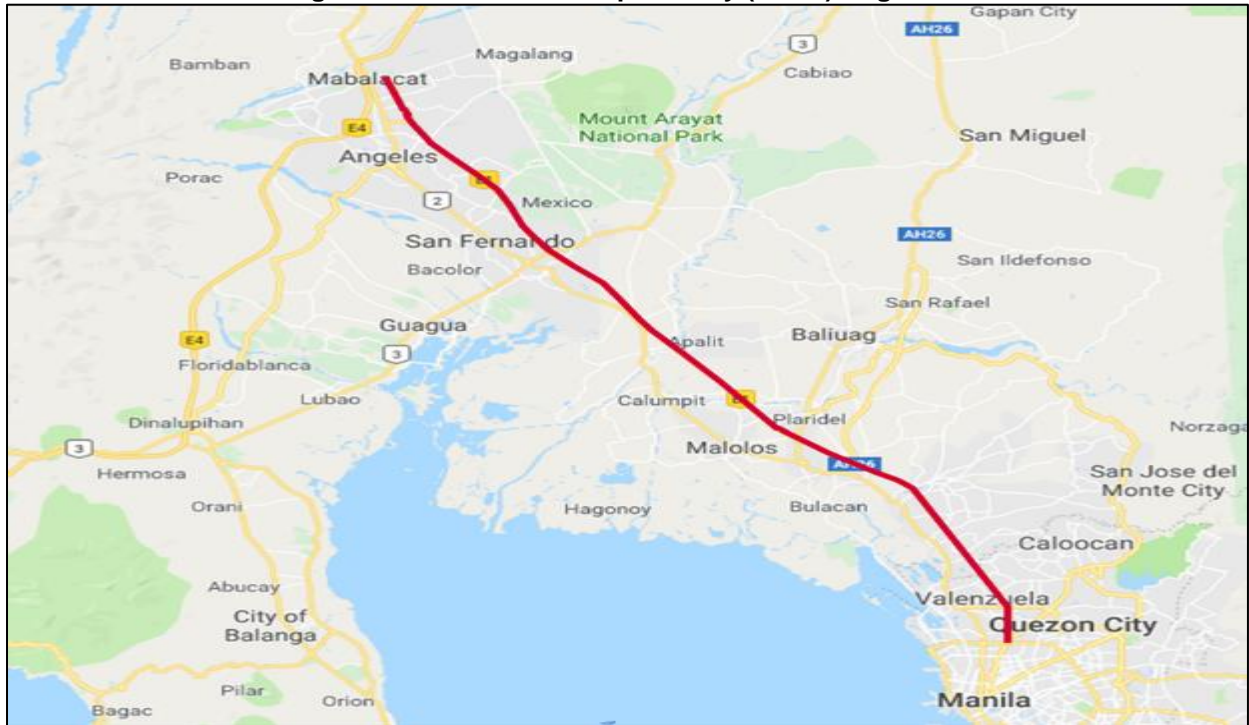 Gapan City
AH26
3
Bamban
Magalang
Cabiao
Mabalacat
Mount Arayat
National Park
E4
San Miguel
Angeles
Porac
2
Mexico
San Fernando
AH26
Bacolor
San Ildefonso
San Rafael
Guagua
3
Apalit
Baliuag
E4
Floridablanca
Lubao
Calumpit
Dinalupihan
Plaridel
Norzaga
3
Malolos
Hermosa
AH26
San Jose del
Monte City
Orani
Hagonoy
Bulacan
Caloocan
Abucay
Valenzuela
City of
Balanga
Quezon City
Pilar
Orion
Manila
Bagac